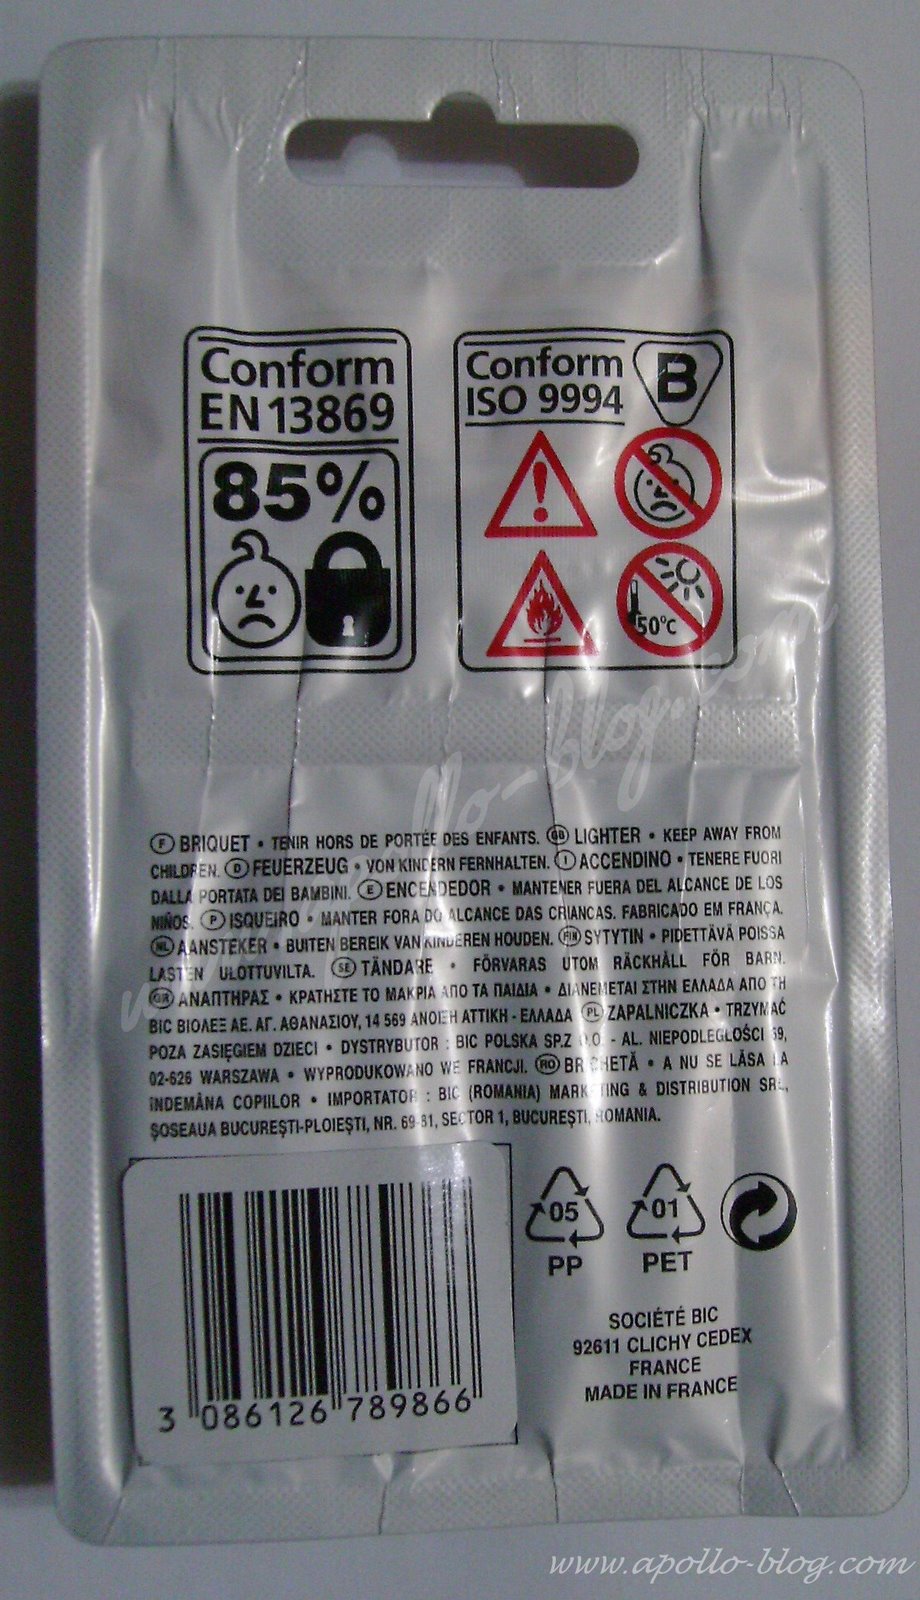 Conform
EN 13869
85%
Conform
ISO 9994
B
50°C
F BRIQUET • TENIR HORS DE PORTÉE DES ENFANTS. GB LIGHTER • KEEP AWAY FROM
CHILDREN. D FEUERZEUG • VON KINDERN FERNHALTEN. I ACCENDINO • TENERE FUORI
DALLA PORTATA DEI BAMBINI. E ENCENDEDOR • MANTENER FUERA DEL ALCANCE DE LOS
NIÑOS. P ISQUEIRO • MANTER FORA DO ALCANCE DAS CRIANCAS. FABRICADO EM FRANÇA.
NL AANSTEKER • BUITEN BEREIK VAN KINDEREN HOUDEN. FIN SYTYTIN • PIDETTÄVÄ POISSA
LASTEN ULOTTUVILTA. SE TÄNDARE • FÖRVARAS UTOM RÄCKHÅLL FÖR BARN.
GR ΑΝΑΠΤΗΡΑΣ • ΚΡΑΤΗΣΤΕ ΤΟ ΜΑΚΡΙΑ ΑΠΟ ΤΑ ΠΑΙΔΙΑ • ΔΙΑΝΕΜΕΤΑΙ ΣΤΗΝ ΕΛΛΑΔΑ ΑΠΟ ΤΗ
BIC ΒΙΟΛΕΞ ΑΕ. ΑΓ. ΑΘΑΝΑΣΙΟΥ, 14 569 ΑΝΟΙΞΗ ΑΤΤΙΚΗ - ΕΛΛΑΔΑ PL ZAPALNICZKA • TRZYMAĆ
POZA ZASIĘGIEM DZIECI • DYSTRYBUTOR : BIC POLSKA SP.Z O.O - AL. NIEPODLEGŁOŚCI 69,
02-626 WARSZAWA • WYPRODUKOWANO WE FRANCJI. RO BRICHETĂ • A NU SE LĂSA LA
ÎNDEMÂNA COPIILOR • IMPORTATOR : BIC (ROMANIA) MARKETING & DISTRIBUTION SRL,
ŞOSEAUA BUCUREŞTI-PLOIEŞTI, NR. 69-81, SECTOR 1, BUCUREŞTI, ROMANIA.
05
PP
01
PET
SOCIÉTÉ BIC
92611 CLICHY CEDEX
FRANCE
MADE IN FRANCE
3 086126 789866
www.apollo-blog.com
www.apollo-blog.com